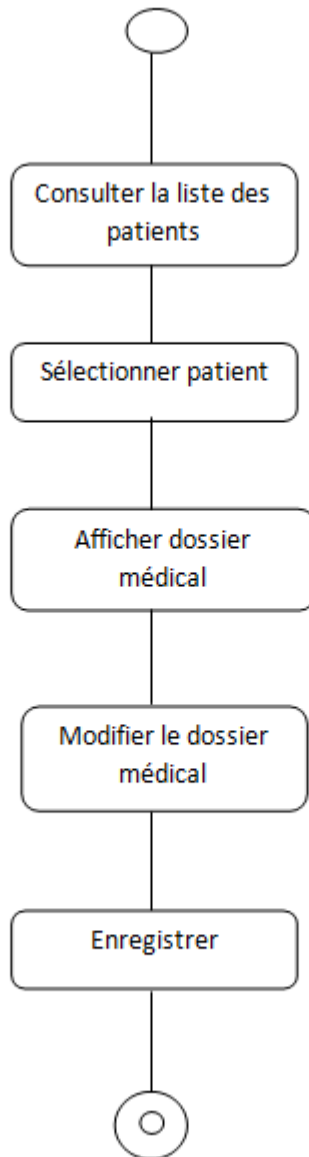 Consulter la liste des
patients
Sélectionner patient
Afficher dossier
médical
Modifier le dossier
médical
Enregistrer